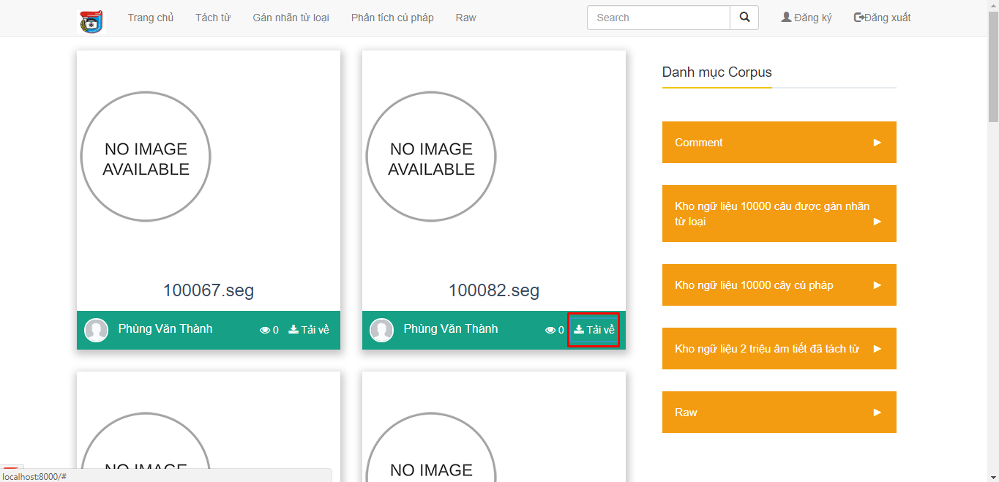 Trang chủ Tách từ Gán nhãn từ loại Phân tích cú pháp Raw Search Đăng ký Đăng xuất
NO IMAGE
AVAILABLE
100067.seg
Phùng Văn Thành 0 Tải về
NO IMAGE
AVAILABLE
100082.seg
Phùng Văn Thành 0 Tải về
NO IMAGE
NO IMAGE
Danh mục Corpus
Comment
Kho ngữ liệu 10000 câu được gán nhãn
từ loại
Kho ngữ liệu 10000 cây cú pháp
Kho ngữ liệu 2 triệu âm tiết đã tách từ
Raw
localhost:8000/#